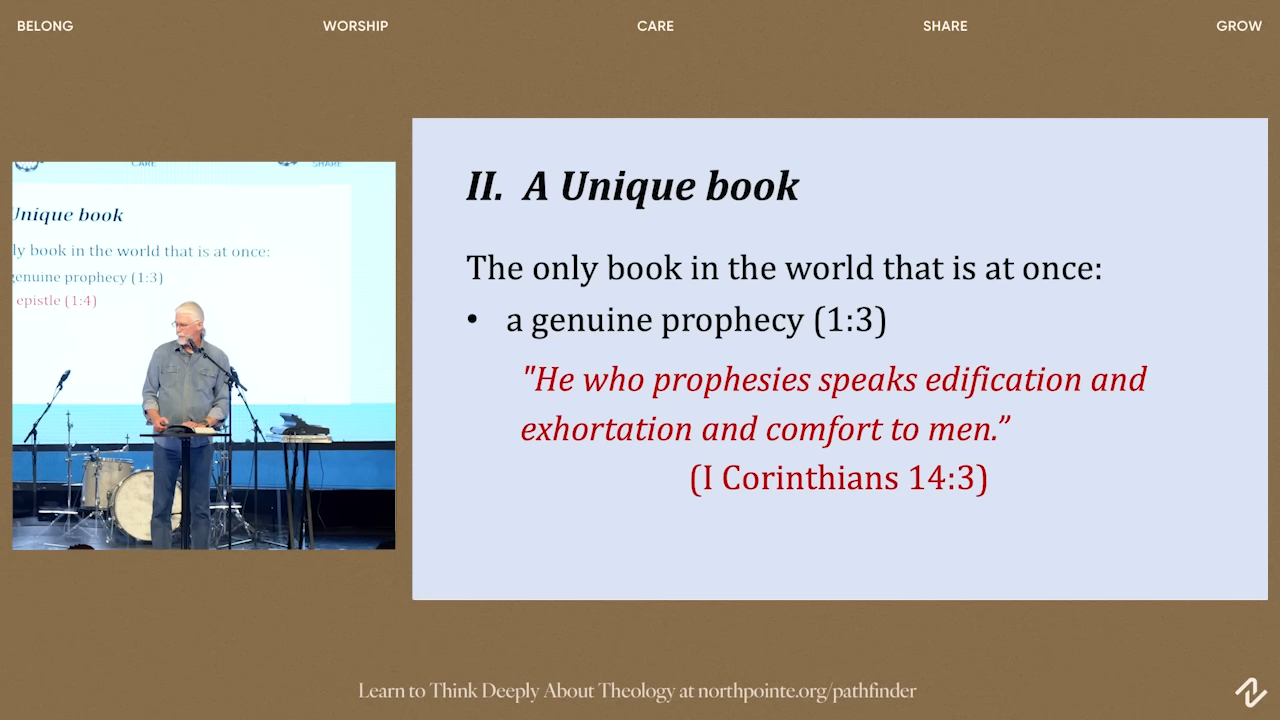 BELONG WORSHIP CARE SHARE GROW
CARE SHARE
Unique book
ly book in the world that is at once:
genuine prophecy (1:3)
epistle (1:4)
II. A Unique book
The only book in the world that is at once:
• a genuine prophecy (1:3)
"He who prophesies speaks edification and
exhortation and comfort to men.”
(I Corinthians 14:3)
Learn to Think Deeply About Theology at northpointe.org/pathfinder